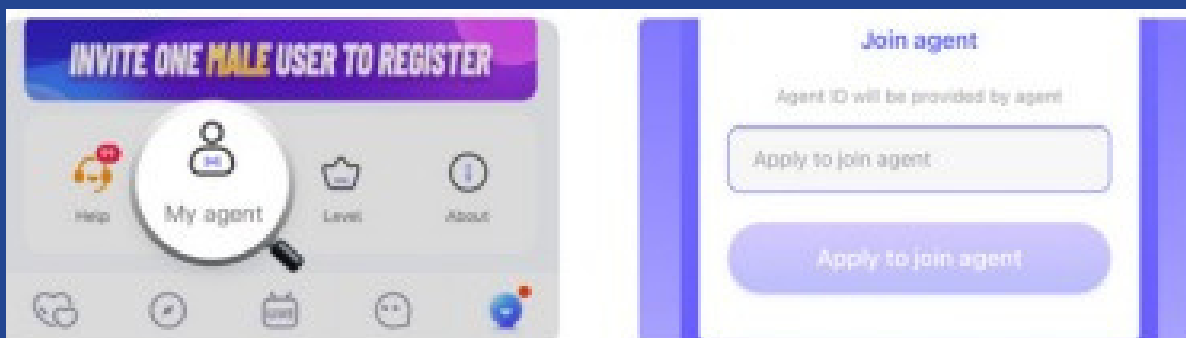 INVITE ONE MALE USER TO REGISTER
Help
My agent
Level
About
LIVE
Join agent
Agent ID will be provided by agent
Apply to join agent
Apply to join agent